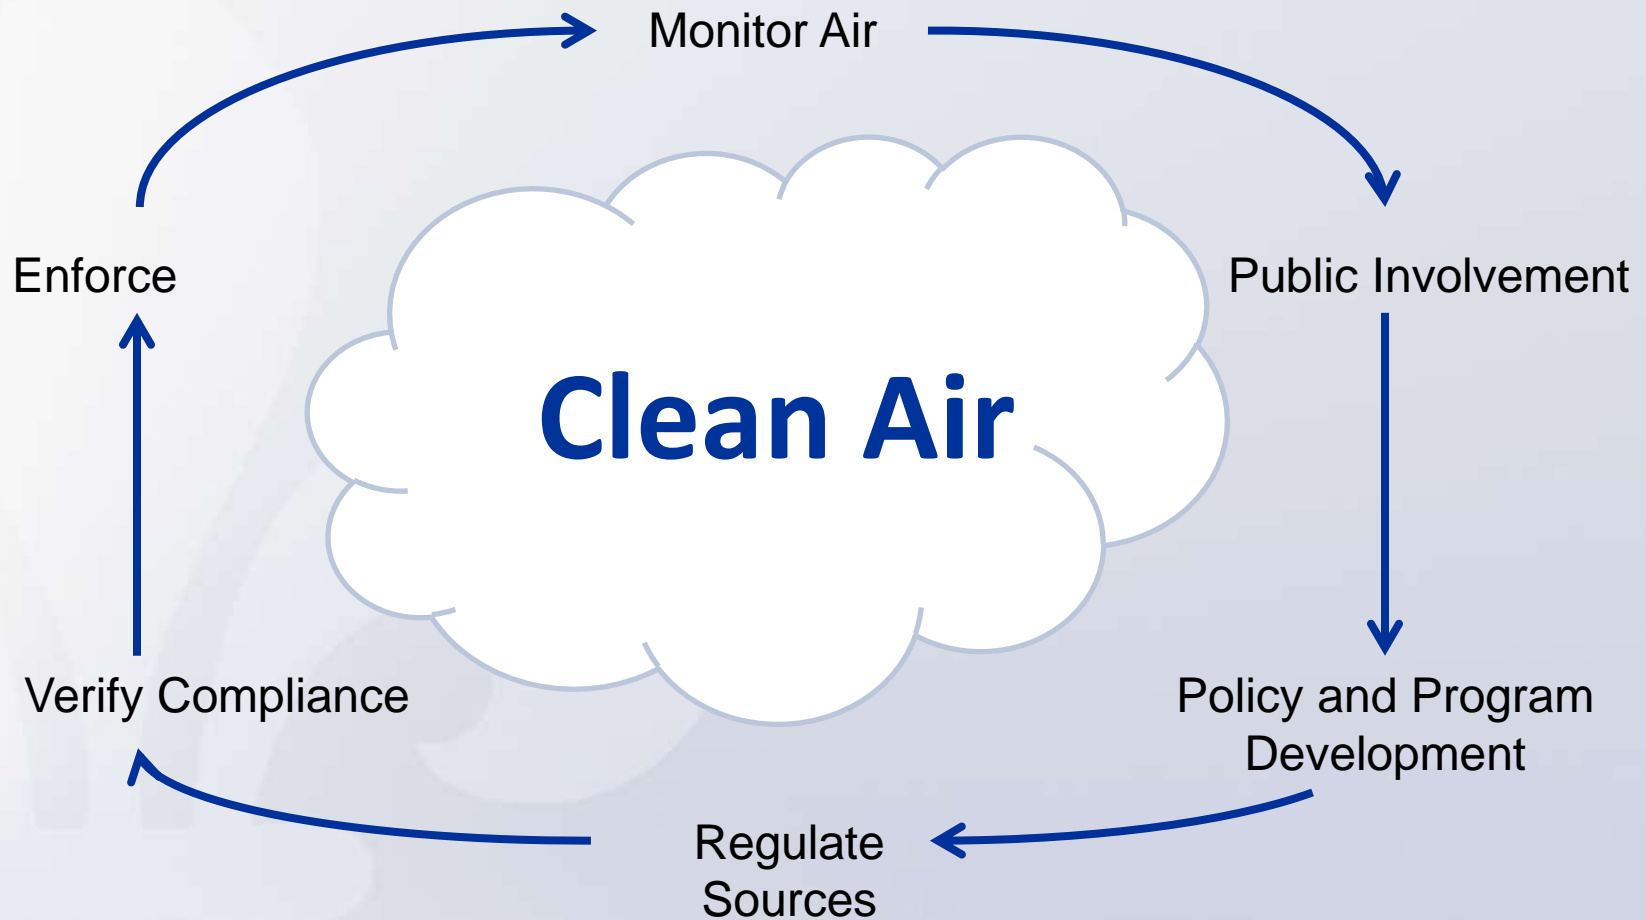 Monitor Air
Enforce
Public Involvement
Clean Air
Verify Compliance
Policy and Program
Development
Regulate
Sources